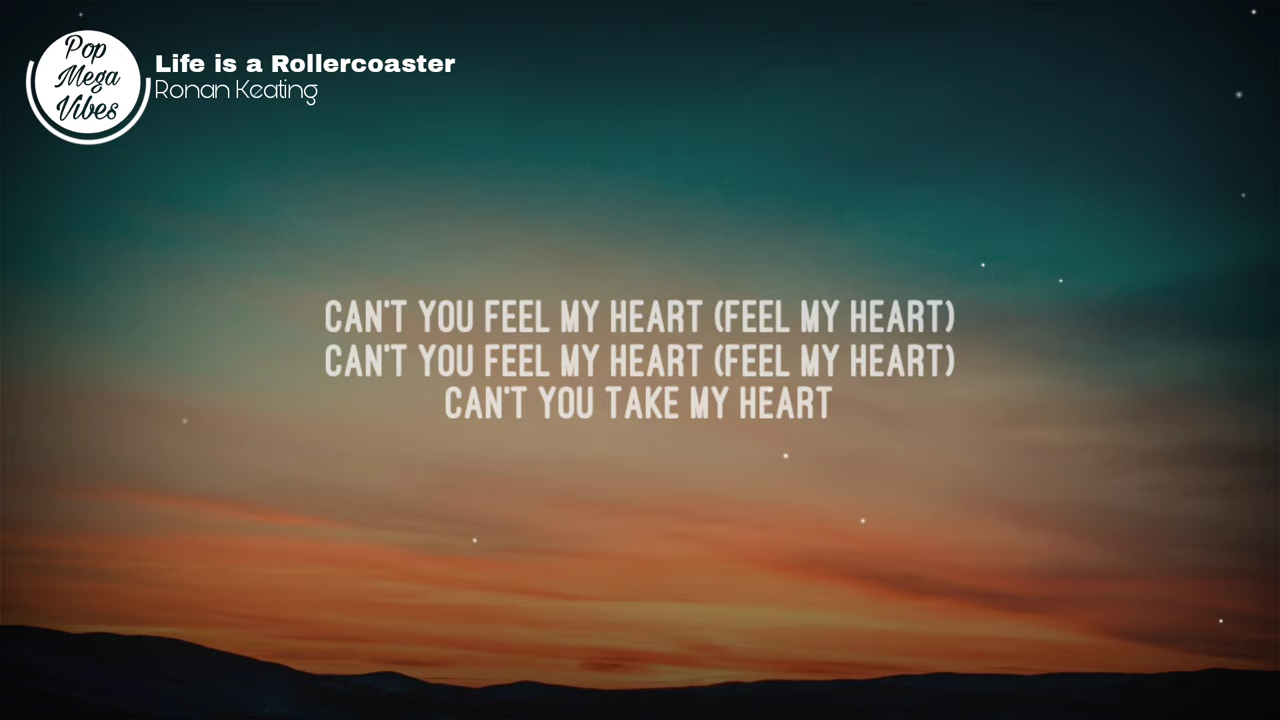 Pop
Mega
Vibes
Life is a Rollercoaster
Ronan Keating
CAN'T YOU FEEL MY HEART (FEEL MY HEART)
CAN'T YOU FEEL MY HEART (FEEL MY HEART)
CAN'T YOU TAKE MY HEART